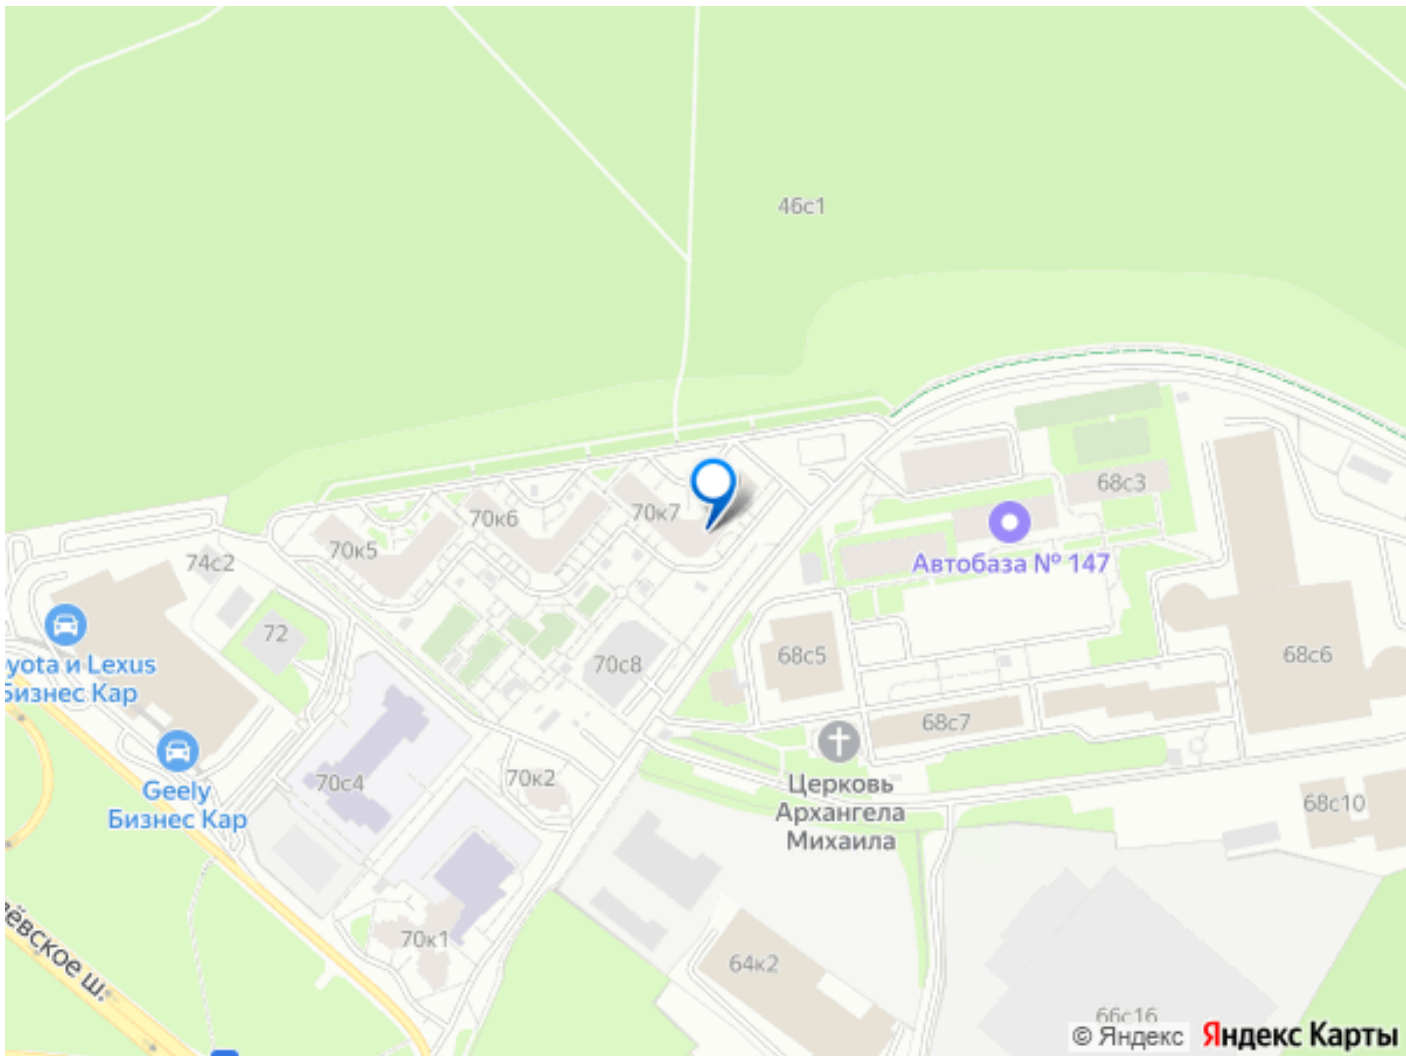 46с1
68с3
70к7
70к6
70к5
Автобаза № 147
74с2
72
yota и Lexus
Бизнес Кар
70с8
68с5
68с6
68с7
70с4
70к2
Geely
Бизнес Кар
Церковь
Архангела
Михаила
68с10
70к1
лёвское ш.
64к2
66с16
© Яндекс Яндекс Карты